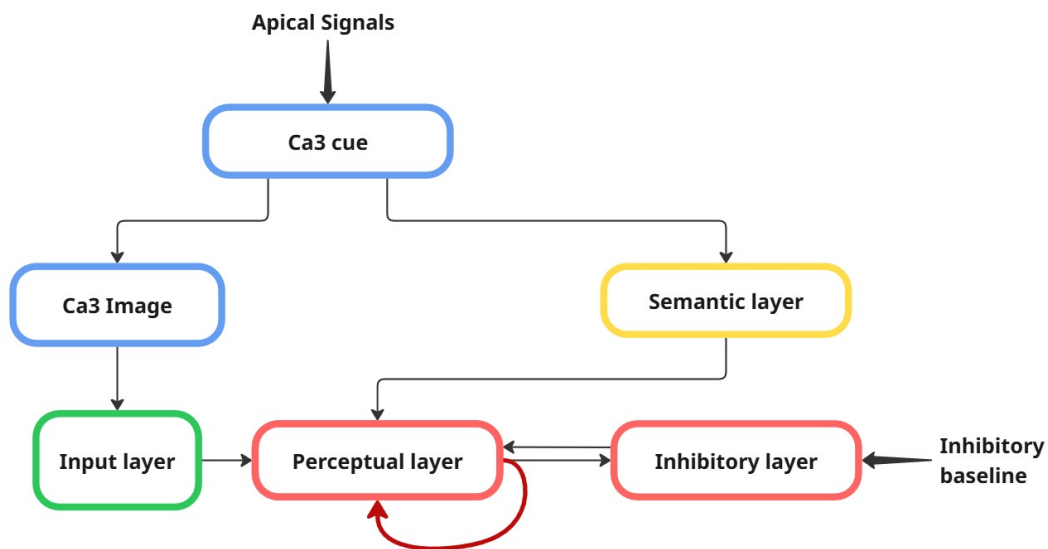 Apical Signals
Ca3 cue
Ca3 Image
Semantic layer
Input layer
Perceptual layer
Inhibitory layer
Inhibitory
baseline